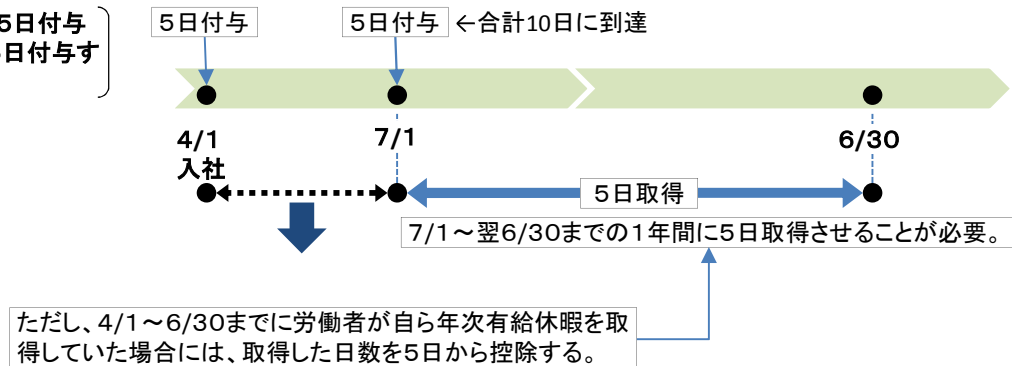 5日付与
日付与す
5日付与
5日付与 ←合計10日に到達
4/1
入社
7/1
6/30
5日取得
7/1～翌6/30までの1年間に5日取得させることが必要。
ただし、4/1～6/30までに労働者が自ら年次有給休暇を取
得していた場合には、取得した日数を5日から控除する。